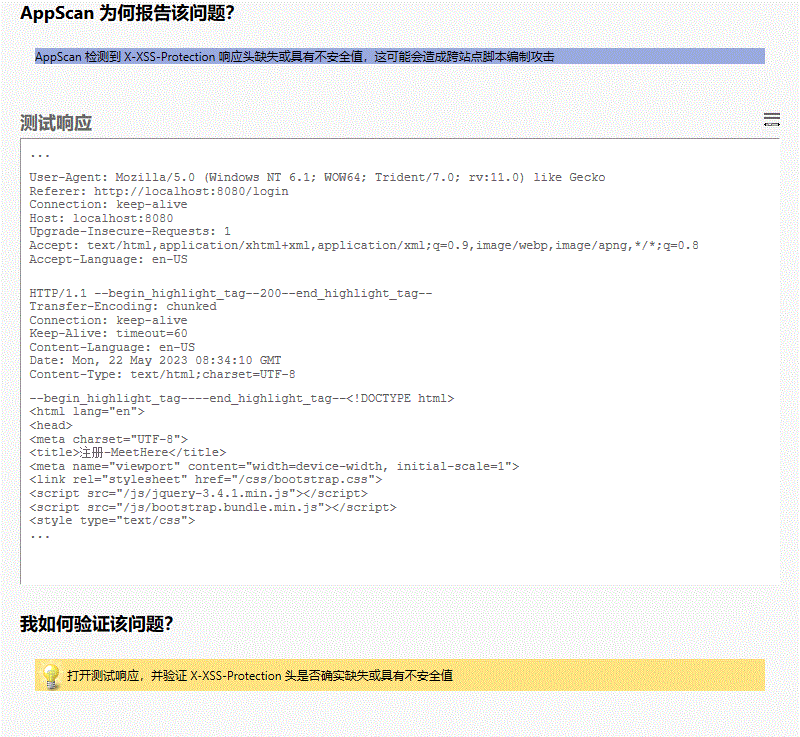 AppScan 为何报告该问题？
AppScan 检测到 X-XSS-Protection 响应头缺失或具有不安全值，这可能会造成跨站点脚本编制攻击
测试响应
...
User-Agent: Mozilla/5.0 (Windows NT 6.1; WOW64; Trident/7.0; rv:11.0) like Gecko
Referer: http://localhost:8080/login
Connection: keep-alive
Host: localhost:8080
Upgrade-Insecure-Requests: 1
Accept: text/html,application/xhtml+xml,application/xml;q=0.9,image/webp,image/apng,*/*;q=0.8
Accept-Language: en-US
HTTP/1.1 --begin_highlight_tag--200--end_highlight_tag--
Transfer-Encoding: chunked
Connection: keep-alive
Keep-Alive: timeout=60
Content-Language: en-US
Date: Mon, 22 May 2023 08:34:10 GMT
Content-Type: text/html;charset=UTF-8
--begin_highlight_tag----end_highlight_tag--<!DOCTYPE html>
<html lang="en">
<head>
<meta charset="UTF-8">
<title>注册-MeetHere</title>
<meta name="viewport" content="width=device-width, initial-scale=1">
<link rel="stylesheet" href="/css/bootstrap.css">
<script src="/js/jquery-3.4.1.min.js"></script>
<script src="/js/bootstrap.bundle.min.js"></script>
<style type="text/css">
...
我如何验证该问题？
打开测试响应，并验证 X-XSS-Protection 头是否确实缺失或具有不安全值